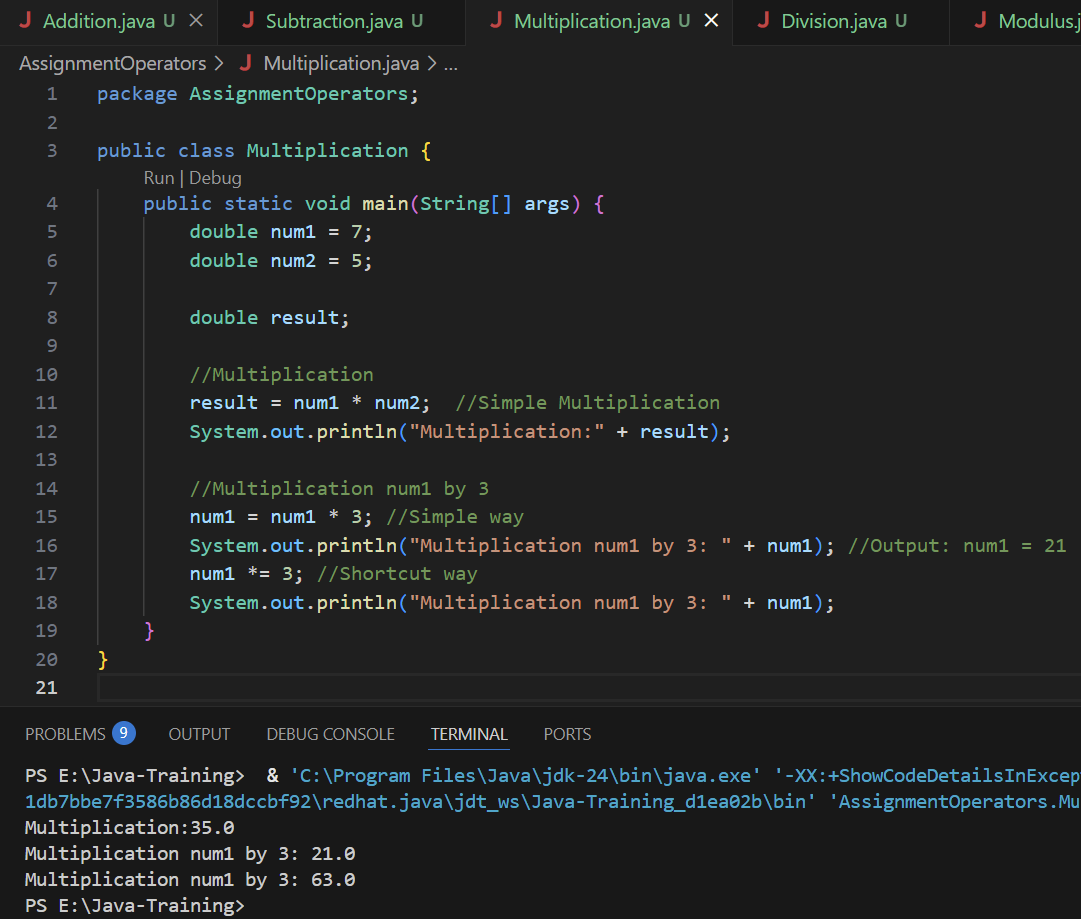 Addition.java U
Subtraction.java U
Multiplication.java U
Division.java U
Modulus.j
AssignmentOperators > Multiplication.java > ...
1 package AssignmentOperators;
2
3 public class Multiplication {
Run | Debug
4 public static void main(String[] args) {
5 double num1 = 7;
6 double num2 = 5;
7
8 double result;
9
10 //Multiplication
11 result = num1 * num2;  //Simple Multiplication
12 System.out.println("Multiplication:" + result);
13
14 //Multiplication num1 by 3
15 num1 = num1 * 3; //Simple way
16 System.out.println("Multiplication num1 by 3: " + num1); //Output: num1 = 21
17 num1 *= 3; //Shortcut way
18 System.out.println("Multiplication num1 by 3: " + num1);
19 }
20 }
21
PROBLEMS 9 OUTPUT DEBUG CONSOLE TERMINAL PORTS
PS E:\Java-Training>  & 'C:\Program Files\Java\jdk-24\bin\java.exe' '-XX:+ShowCodeDetailsInExcep
1db7bbe7f3586b86d18dccbf92\redhat.java\jdt_ws\Java-Training_d1ea02b\bin' 'AssignmentOperators.Mu
Multiplication:35.0
Multiplication num1 by 3: 21.0
Multiplication num1 by 3: 63.0
PS E:\Java-Training>